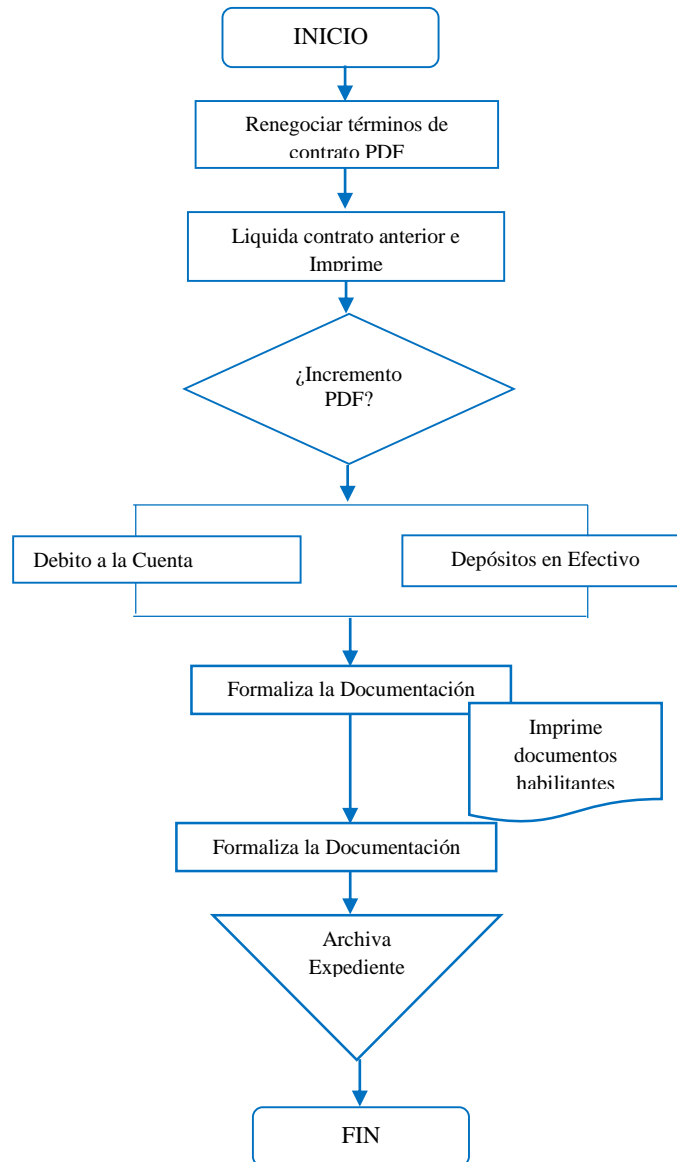 INICIO
Renegociar términos de
contrato PDF
Liquida contrato anterior e
Imprime
¿Incremento
PDF?
Debito a la Cuenta
Depósitos en Efectivo
Formaliza la Documentación
Imprime
documentos
habilitantes
Formaliza la Documentación
Archiva
Expediente
FIN